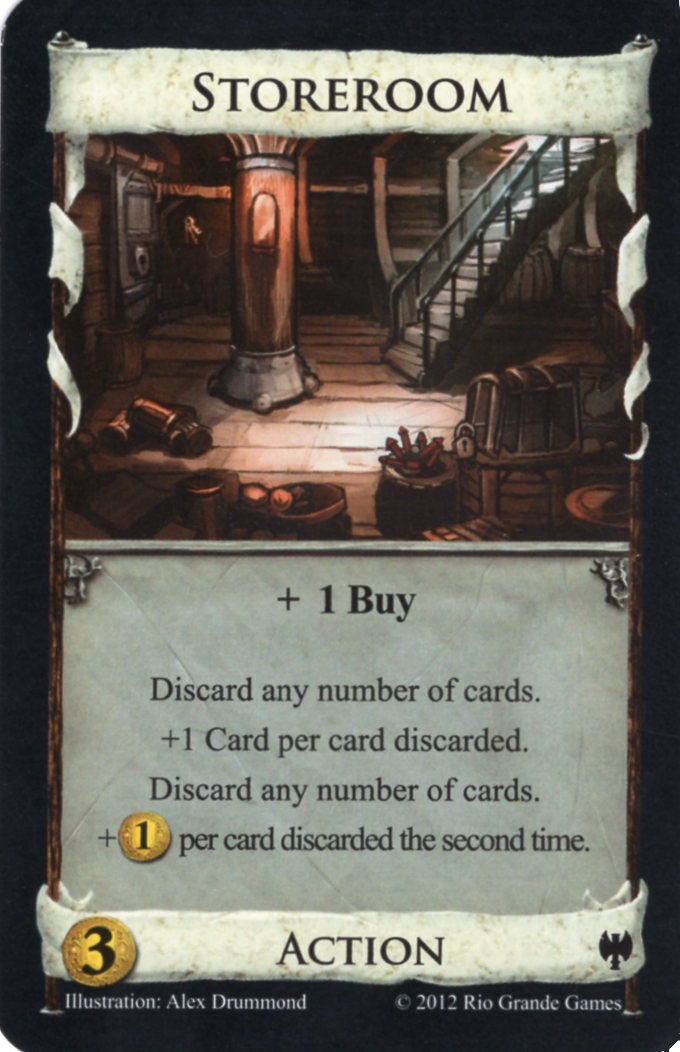 STOREROOM
+ 1 Buy
Discard any number of cards.
+1 Card per card discarded.
Discard any number of cards.
+1 per card discarded the second time.
3 ACTION
Illustration: Alex Drummond © 2012 Rio Grande Games